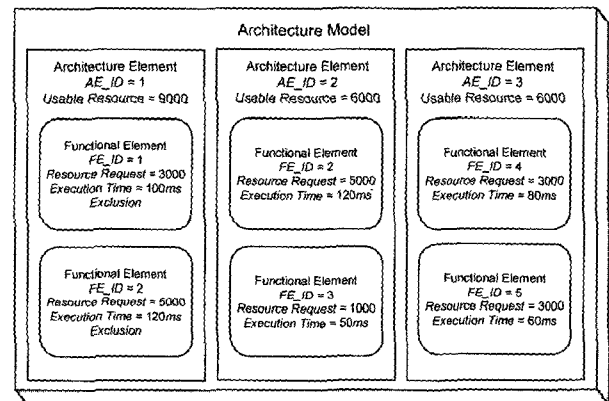 Architecture Model
Architecture Element
AE_ID = 1
Usable Resource = 9000
Functional Element
FE_ID = 1
Resource Request = 3000
Execution Time = 100ms
Exclusion
Functional Element
FE_ID = 2
Resource Request = 5000
Execution Time = 120ms
Exclusion
Architecture Element
AE_ID = 2
Usable Resource = 6000
Functional Element
FE_ID = 2
Resource Request = 5000
Execution Time = 120ms
Functional Element
FE_ID = 3
Resource Request = 1000
Execution Time = 50ms
Architecture Element
AE_ID = 3
Usable Resource = 6000
Functional Element
FE_ID = 4
Resource Request = 3000
Execution Time = 80ms
Functional Element
FE_ID = 5
Resource Request = 3000
Execution Time = 60ms